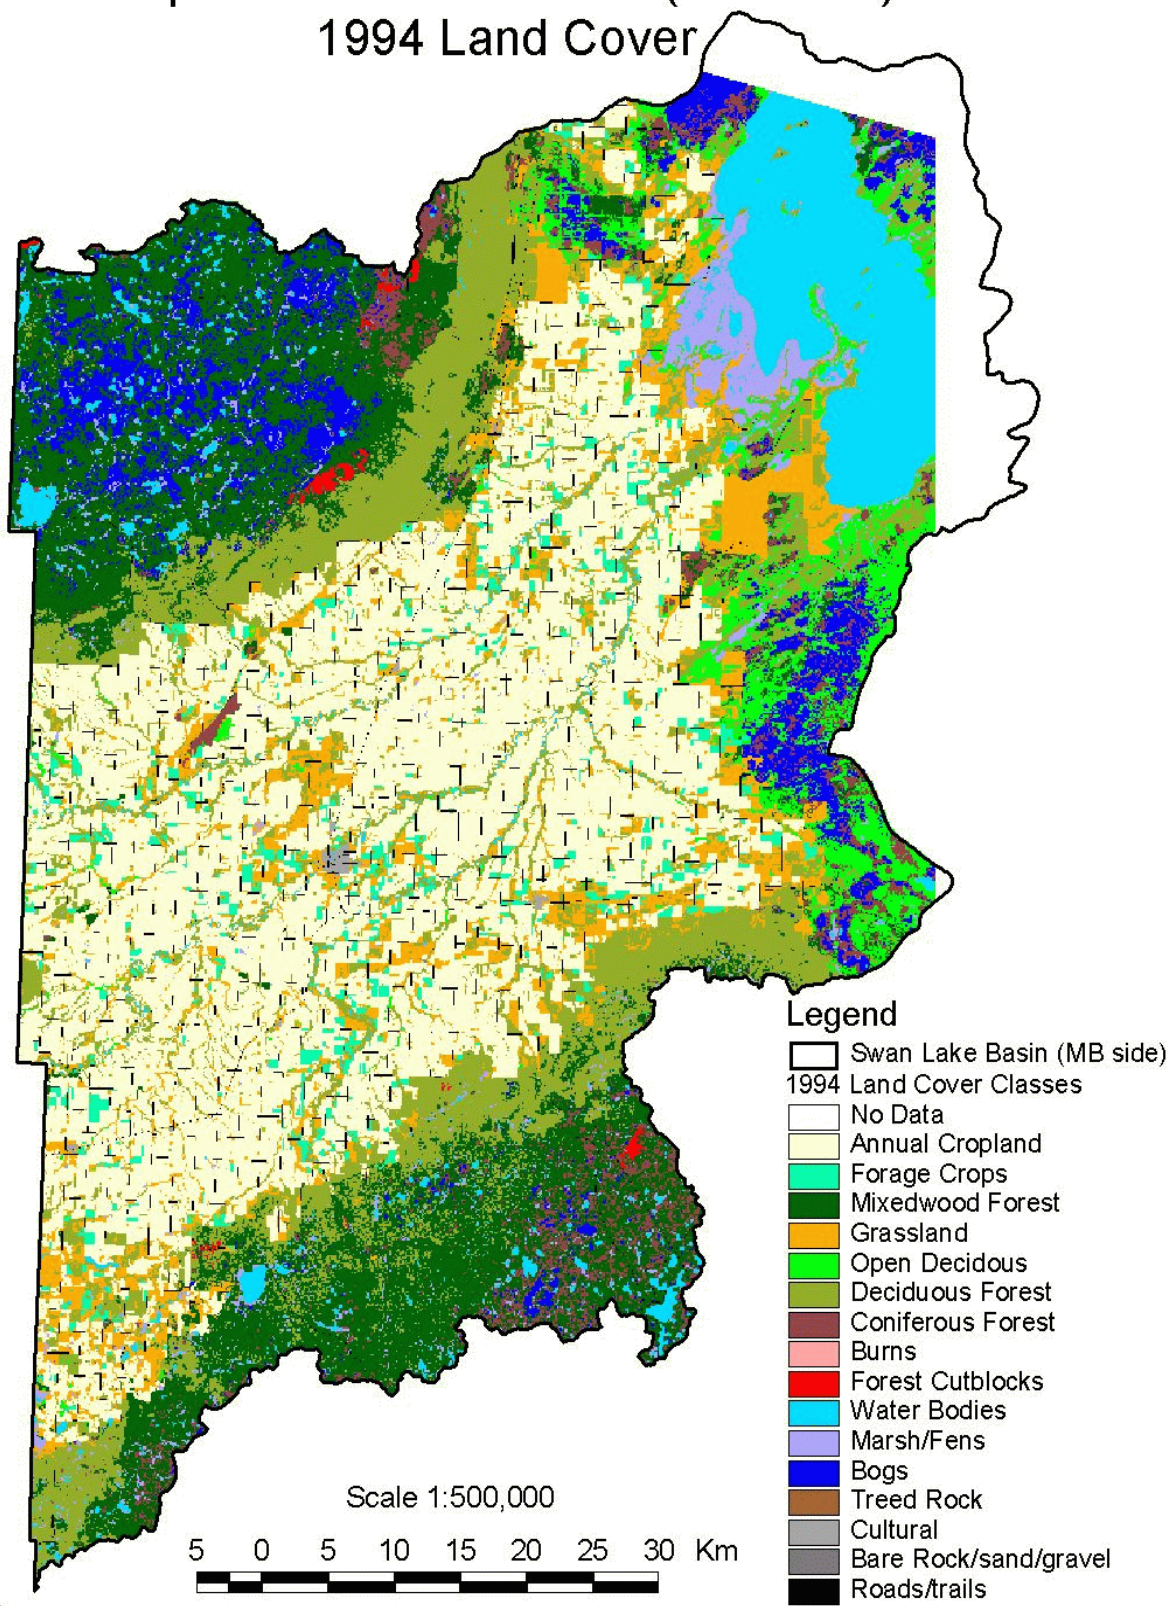 1994 Land Cover
Legend
Swan Lake Basin (MB side)
1994 Land Cover Classes
No Data
Annual Cropland
Forage Crops
Mixedwood Forest
Grassland
Open Decidous
Deciduous Forest
Coniferous Forest
Burns
Forest Cutblocks
Water Bodies
Marsh/Fens
Bogs
Treed Rock
Cultural
Bare Rock/sand/gravel
Roads/trails
Scale 1:500,000
5 0 5 10 15 20 25 30 Km